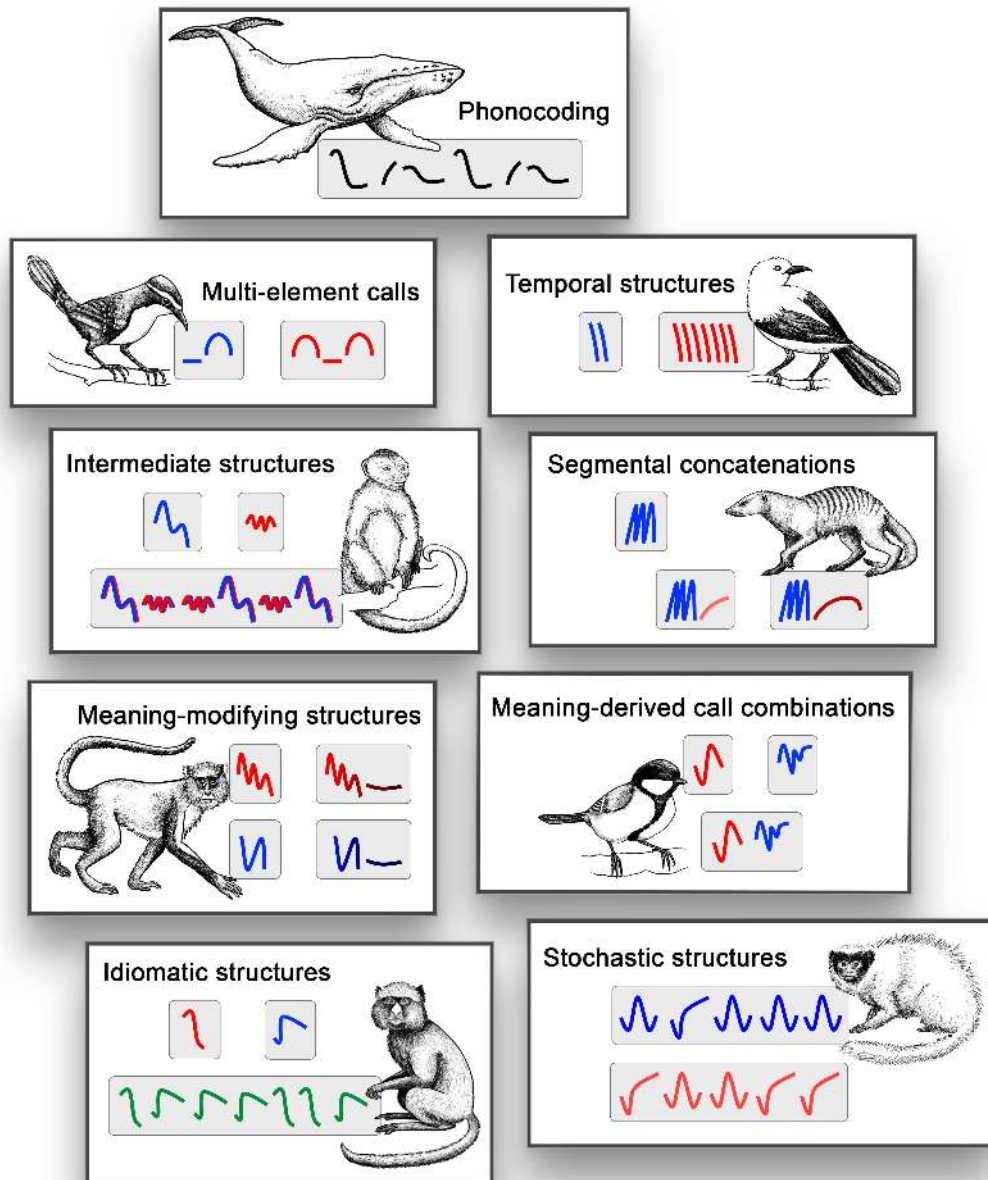 Phonocoding
Multi-element calls
Temporal structures
Intermediate structures
Segmental concatenations
Meaning-modifying structures
Meaning-derived call combinations
Idiomatic structures
Stochastic structures